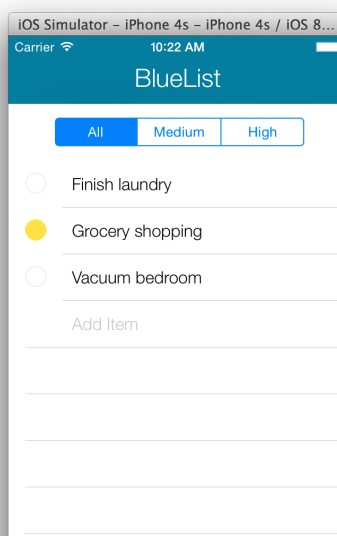 iOS Simulator – iPhone 4s – iPhone 4s / iOS 8...
Carrier 10:22 AM
BlueList
All Medium High
Finish laundry
Grocery shopping
Vacuum bedroom
Add Item